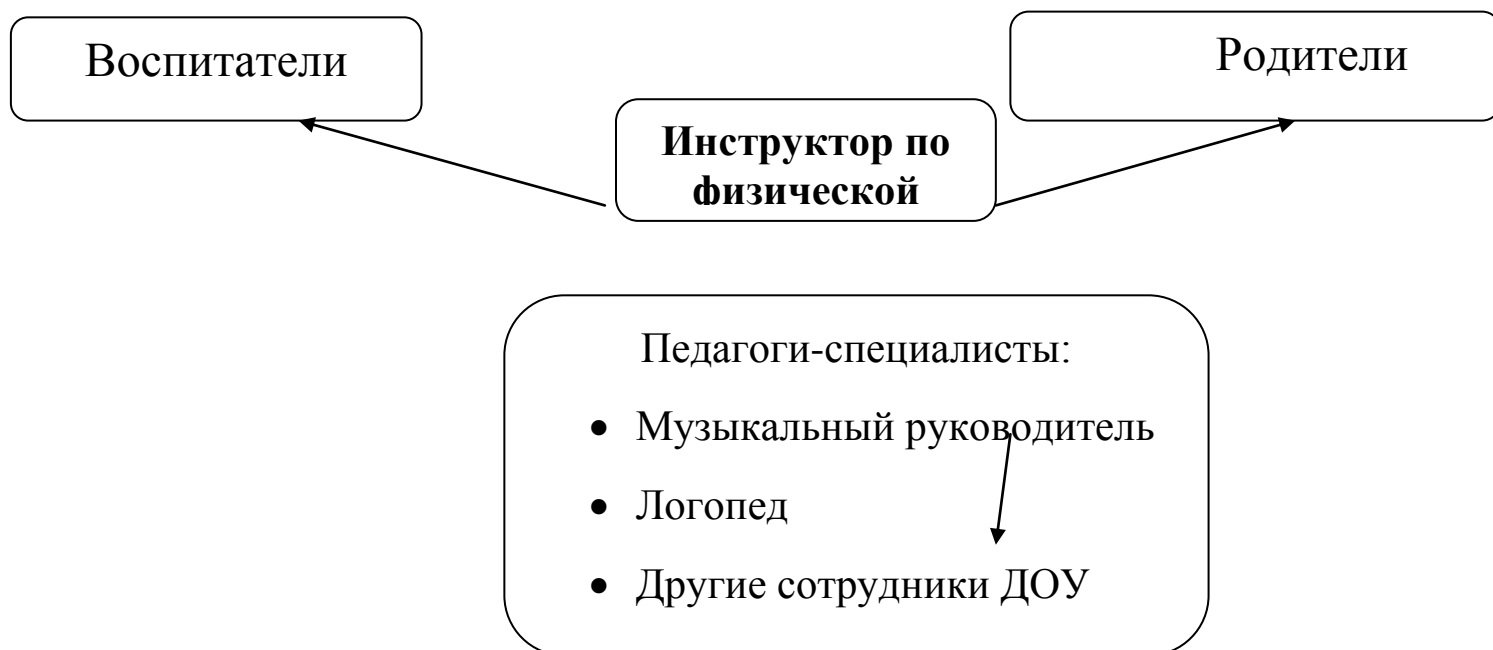 Воспитатели
Родители
Инструктор по
физической
Педагоги-специалисты:
• Музыкальный руководитель
• Логопед
• Другие сотрудники ДОУ